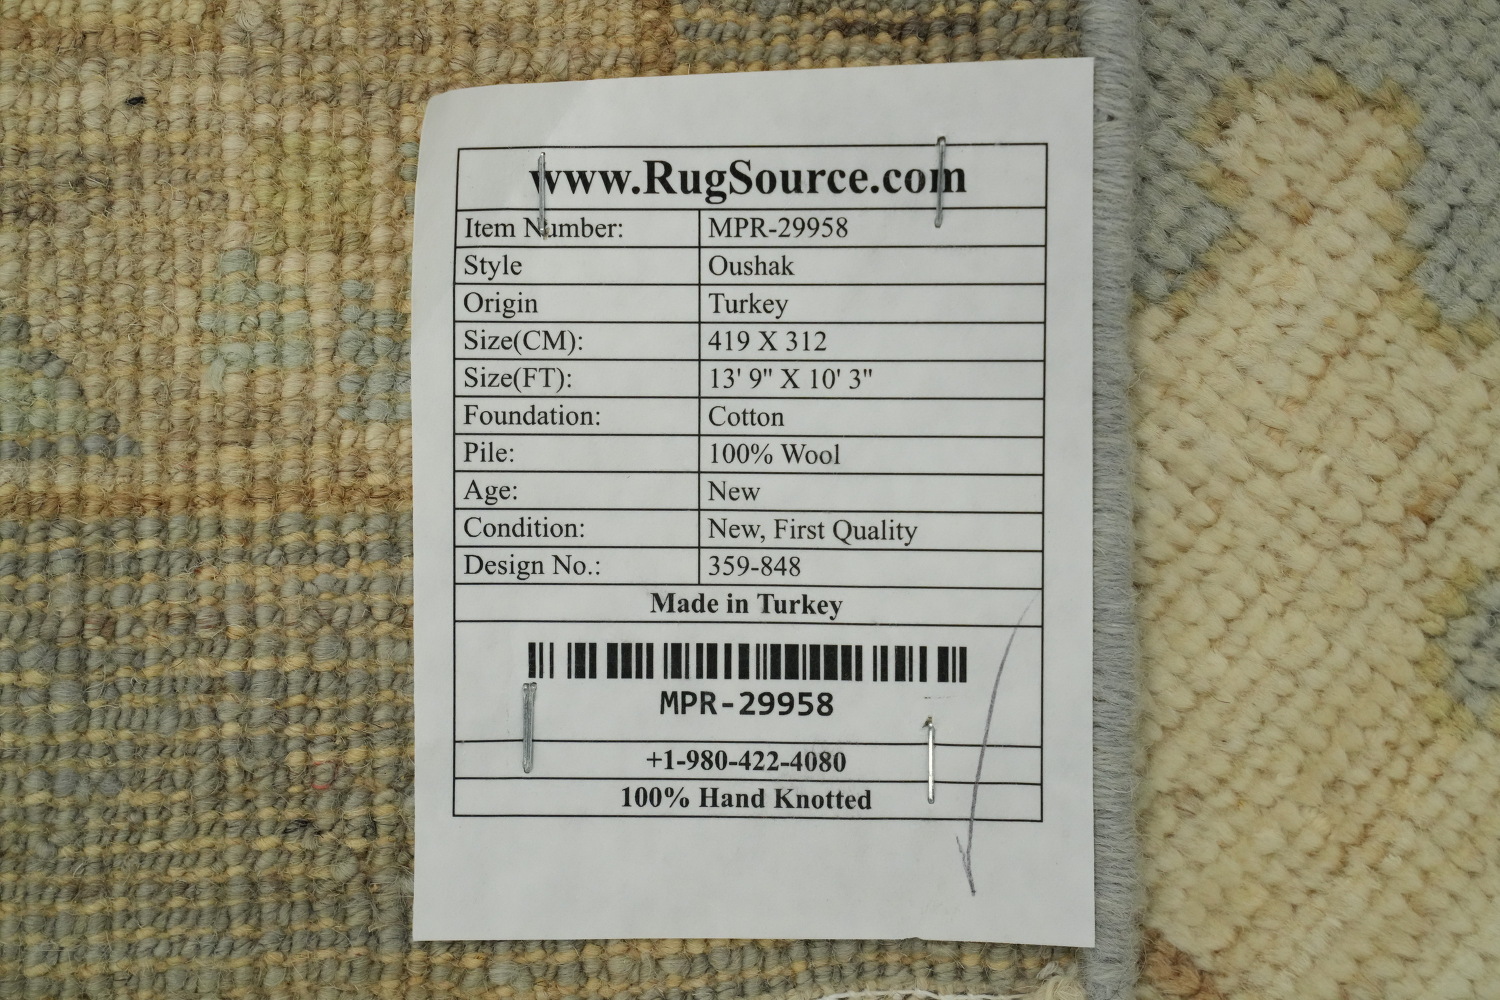 www.RugSource.com
Item Number: MPR-29958
Style Oushak
Origin Turkey
Size(CM): 419 X 312
Size(FT): 13' 9" X 10' 3"
Foundation: Cotton
Pile: 100% Wool
Age: New
Condition: New, First Quality
Design No.: 359-848
Made in Turkey
MPR-29958
+1-980-422-4080
100% Hand Knotted